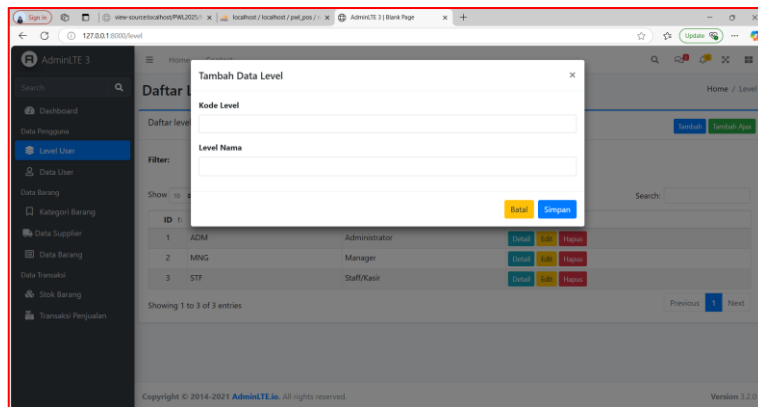 Sign in
view-source:localhost/PWL2025/
localhost / localhost / pwl_pos /
AdminLTE 3 | Blank Page
127.0.0.1:8000/level
Update
AdminLTE 3
Home
Contact
Search
Dashboard
Data Pengguna
Level User
Data User
Data Barang
Kategori Barang
Data Supplier
Data Barang
Data Transaksi
Stok Barang
Transaksi Penjualan
Daftar L
Home / Level
Daftar level
Tambah
Tambah Ajax
Filter:
Show 10
Search:
Tambah Data Level
×
Kode Level
Level Nama
Batal
Simpan
ID
1 ADM Administrator Detail Edit Hapus
2 MNG Manager Detail Edit Hapus
3 STF Staff/Kasir Detail Edit Hapus
Showing 1 to 3 of 3 entries
Previous 1 Next
Copyright © 2014-2021 AdminLTE.io. All rights reserved.
Version 3.2.0